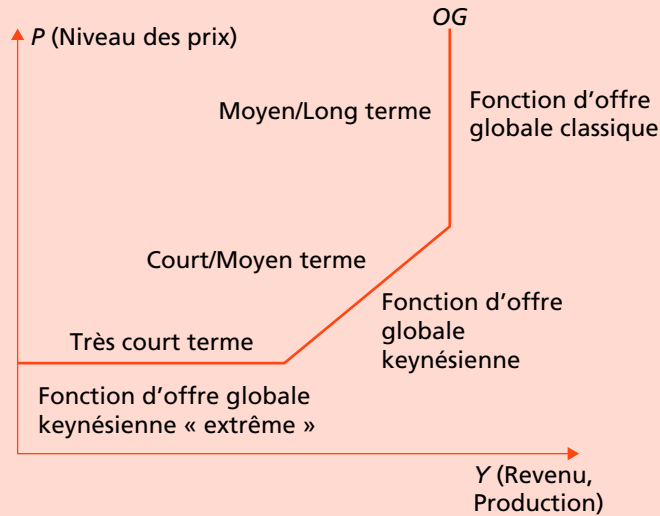 OG
P (Niveau des prix)
Moyen/Long terme
Fonction d’offre
globale classique
Court/Moyen terme
Fonction d’offre
globale
keynésienne
Très court terme
Fonction d’offre globale
keynésienne « extrême »
Y (Revenu,
Production)